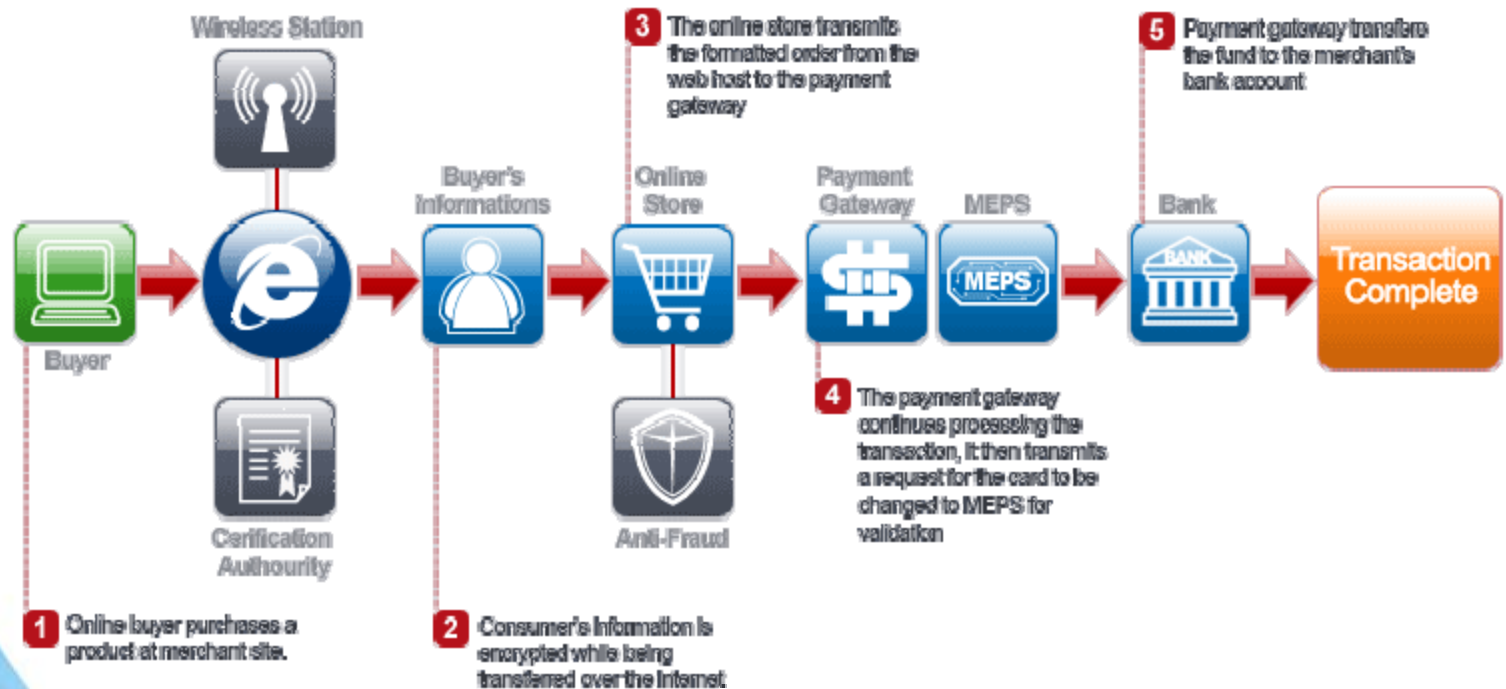 Wireless Station
3 The online store transmits
the formatted order from the
web host to the payment
gateway
5 Payment gateway transfers
the fund to the merchant's
bank account
Buyer's
Informations
Online
Store
Payment
Gateway
MEPS
Bank
BANK
MEPS
Transaction
Complete
Buyer
Cerification
Authourity
Anti-Fraud
4 The payment gateway
continues processing the
transaction, it then transmits
a request for the card to be
changed to MEPS for
validation
1 Online buyer purchases a
product at merchant site.
2 Consumer's Information is
encrypted while being
transferred over the Internet